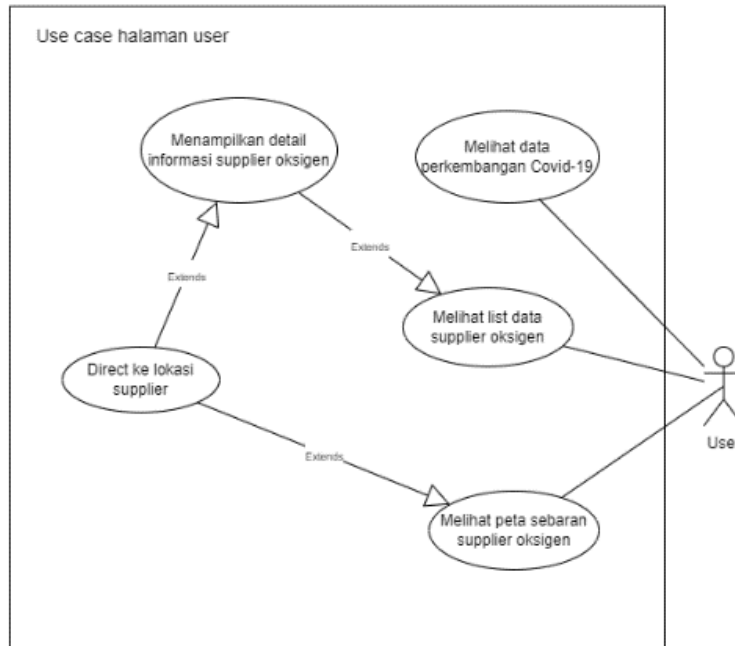 Use case halaman user
Menampilkan detail
informasi supplier oksigen
Melihat data
perkembangan Covid-19
Extends
Extends
Melihat list data
supplier oksigen
Direct ke lokasi
supplier
Use
Extends
Melihat peta sebaran
supplier oksigen